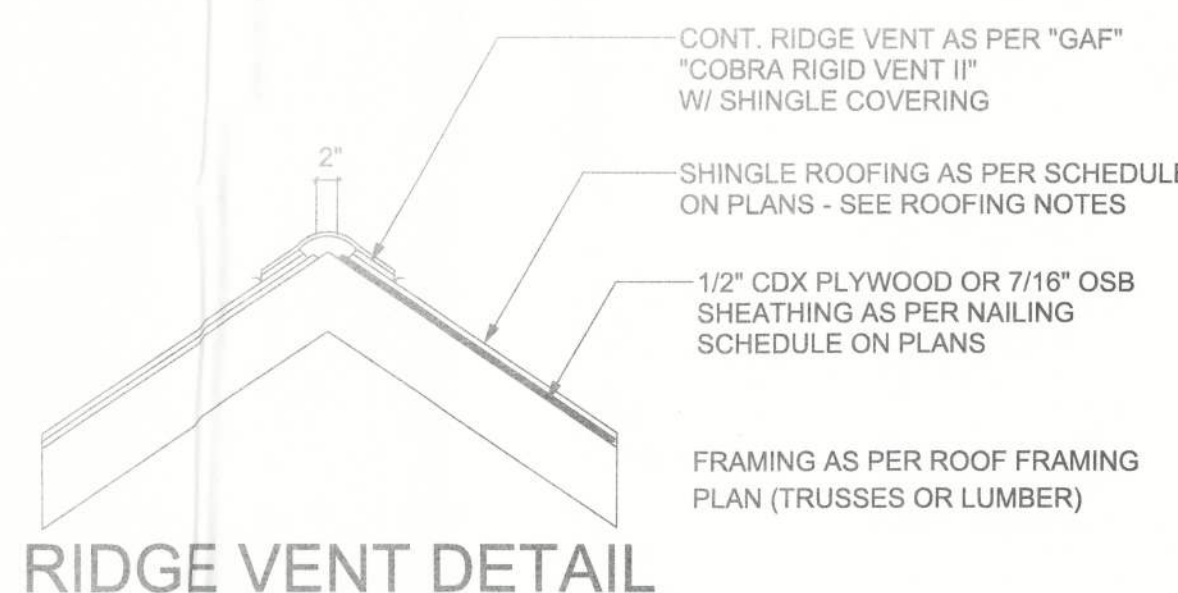 CONT. RIDGE VENT AS PER "GAF"
"COBRA RIGID VENT II"
W/ SHINGLE COVERING
2"
SHINGLE ROOFING AS PER SCHEDULE
ON PLANS - SEE ROOFING NOTES
1/2" CDX PLYWOOD OR 7/16" OSB
SHEATHING AS PER NAILING
SCHEDULE ON PLANS
FRAMING AS PER ROOF FRAMING
PLAN (TRUSSES OR LUMBER)
RIDGE VENT DETAIL